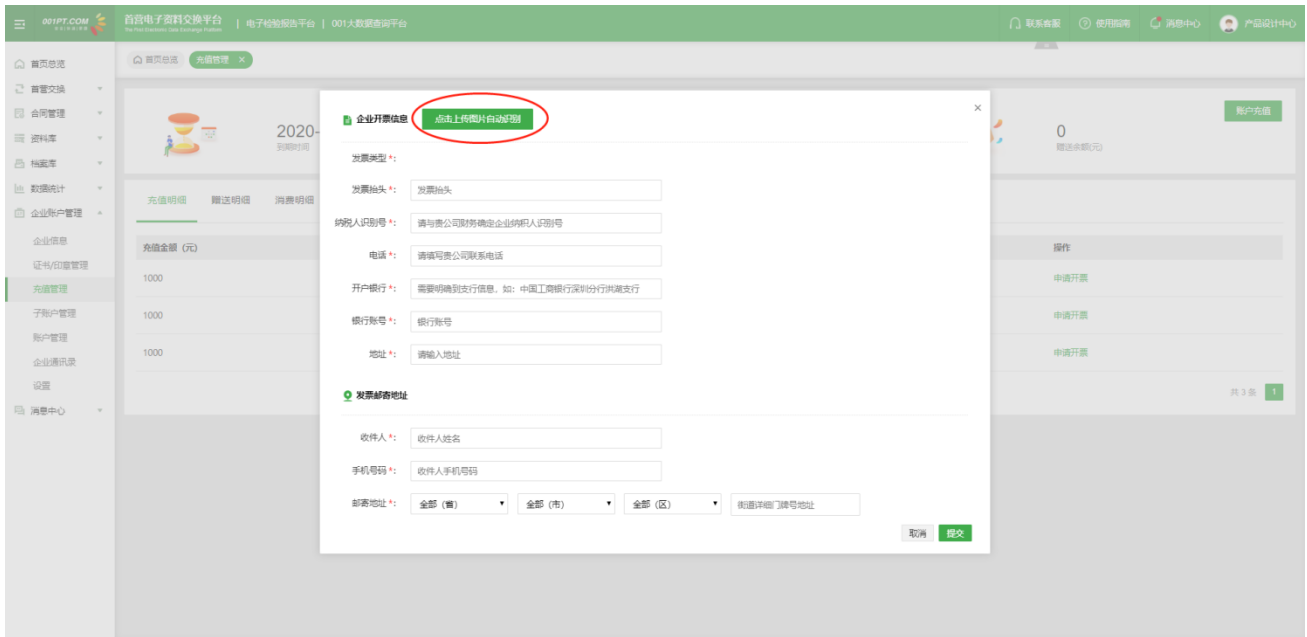 001PT.COM
首营电子资料交换平台 | 电子检验报告平台 | 001大数据查询平台
联系客服 使用指南 消息中心 产品设计中心
首页总览
首营交换
合同管理
资料库
档案库
数据统计
企业账户管理
企业信息
证书/印章管理
充值管理
子账户管理
账户管理
企业通讯录
设置
消息中心
首页总览 充值管理 ×
2020-
到期时间
0
赠送余额(元)
账户充值
充值明细 赠送明细 消费明细
充值金额（元） 操作
1000 申请开票
1000 申请开票
1000 申请开票
共 3 条 1
企业开票信息 点击上传图片自动识别 ×
发票类型 *:
发票抬头 *: 发票抬头
纳税人识别号 *: 请与贵公司财务确定企业纳税人识别号
电话 *: 请填写贵公司联系电话
开户银行 *: 需要明确到支行信息，如：中国工商银行深圳分行洪湖支行
银行账号 *: 银行账号
地址 *: 请输入地址
发票邮寄地址
收件人 *: 收件人姓名
手机号码 *: 收件人手机号码
邮寄地址 *: 全部（省） 全部（市） 全部（区） 街道详细门牌号地址
取消 提交